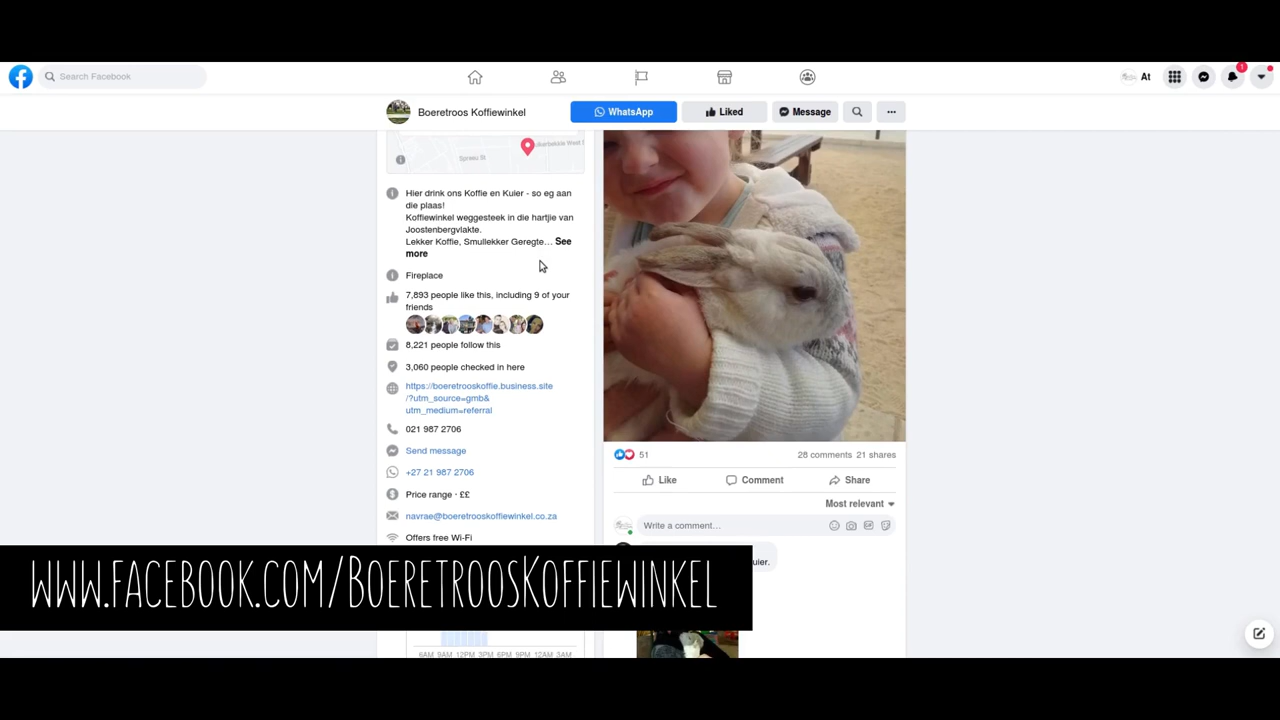 Search Facebook
At
1
Boeretroos Koffiewinkel
WhatsApp
Liked
Message
Spreeu St
Hier drink ons Koffie en Kuier - so eg aan
die plaas!
Koffiewinkel weggesteek in die hartjie van
Joostenbergvlakte.
Lekker Koffie, Smullekker Geregte... See
more
Fireplace
7,893 people like this, including 9 of your
friends
8,221 people follow this
3,060 people checked in here
https://boeretrooskoffie.business.site
/?utm_source=gmb&
utm_medium=referral
021 987 2706
Send message
+27 21 987 2706
Price range · ££
navrae@boeretrooskoffiewinkel.co.za
Offers free Wi-Fi
6AM 9AM 12PM 3PM 6PM 9PM 12AM 3AM
51
28 comments 21 shares
Like
Comment
Share
Most relevant
Write a comment...
uier.
www.facebook.com/BoeretroosKoffiewinkel